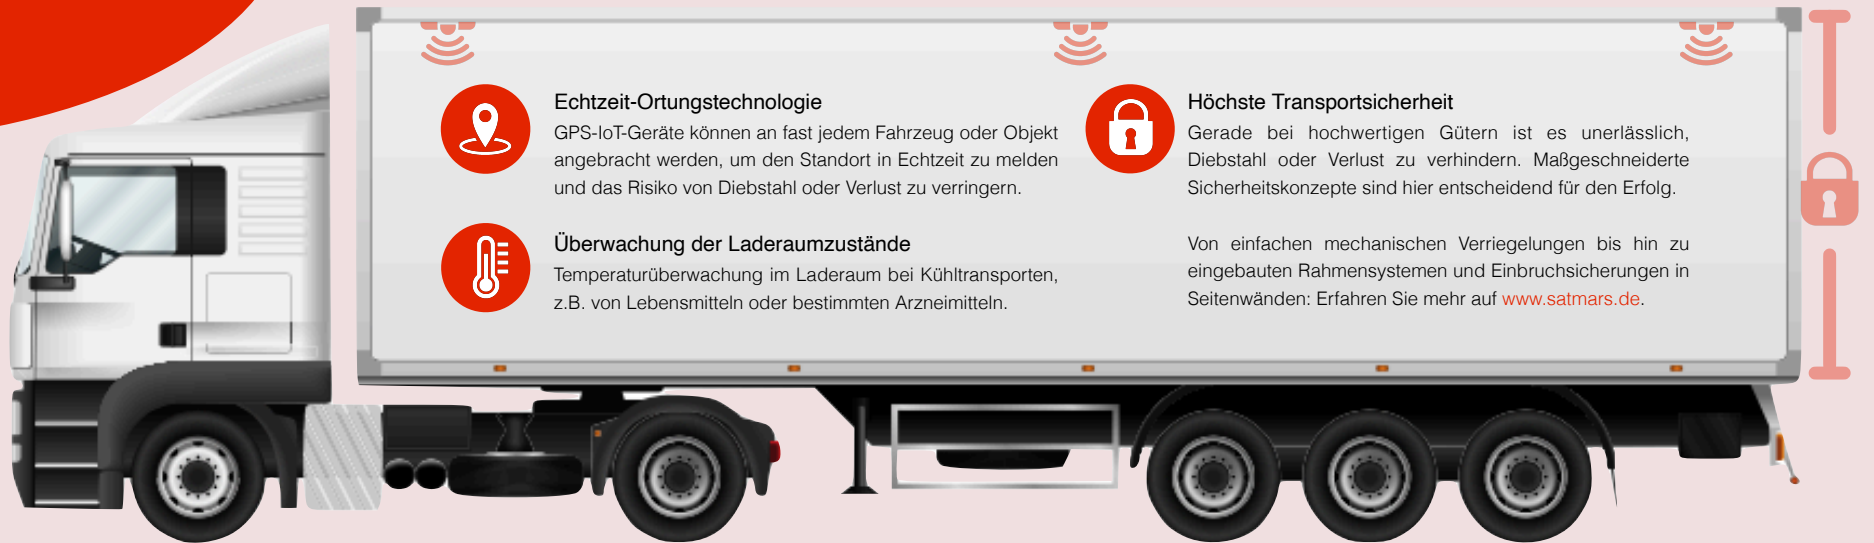 Echtzeit-Ortungstechnologie
GPS-IoT-Geräte können an fast jedem Fahrzeug oder Objekt
angebracht werden, um den Standort in Echtzeit zu melden
und das Risiko von Diebstahl oder Verlust zu verringern.
Überwachung der Laderaumzustände
Temperaturüberwachung im Laderaum bei Kühltransporten,
z.B. von Lebensmitteln oder bestimmten Arzneimitteln.
Höchste Transportsicherheit
Gerade bei hochwertigen Gütern ist es unerlässlich,
Diebstahl oder Verlust zu verhindern. Maßgeschneiderte
Sicherheitskonzepte sind hier entscheidend für den Erfolg.
Von einfachen mechanischen Verriegelungen bis hin zu
eingebauten Rahmensystemen und Einbruchsicherungen in
Seitenwänden: Erfahren Sie mehr auf www.satmars.de.